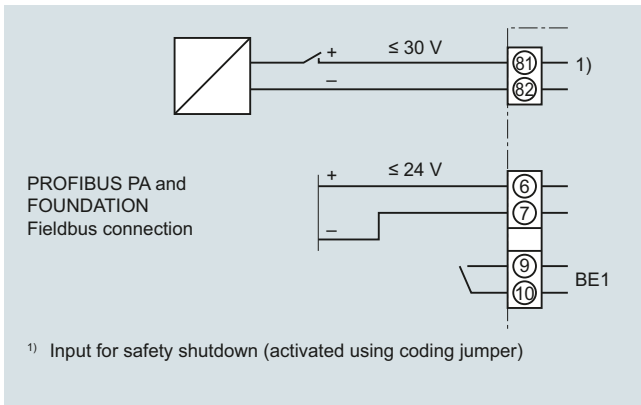 + ≤ 30 V 81 1)
– 82
PROFIBUS PA and
FOUNDATION
Fieldbus connection
+ ≤ 24 V 6
– 7
9
10
BE1
1) Input for safety shutdown (activated using coding jumper)